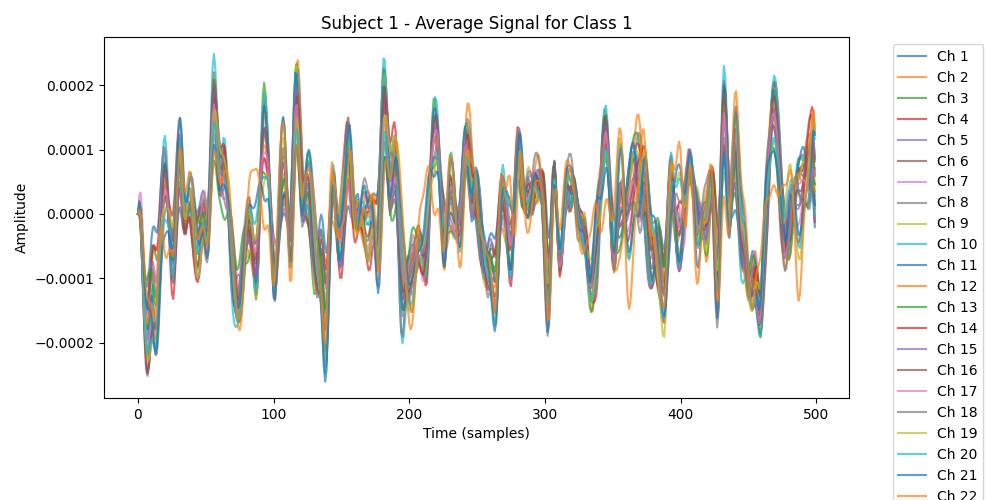 Subject 1 - Average Signal for Class 1
Amplitude
0.0002
0.0001
0.0000
−0.0001
−0.0002
0
100
200
300
400
500
Time (samples)
Ch 1
Ch 2
Ch 3
Ch 4
Ch 5
Ch 6
Ch 7
Ch 8
Ch 9
Ch 10
Ch 11
Ch 12
Ch 13
Ch 14
Ch 15
Ch 16
Ch 17
Ch 18
Ch 19
Ch 20
Ch 21
Ch 22